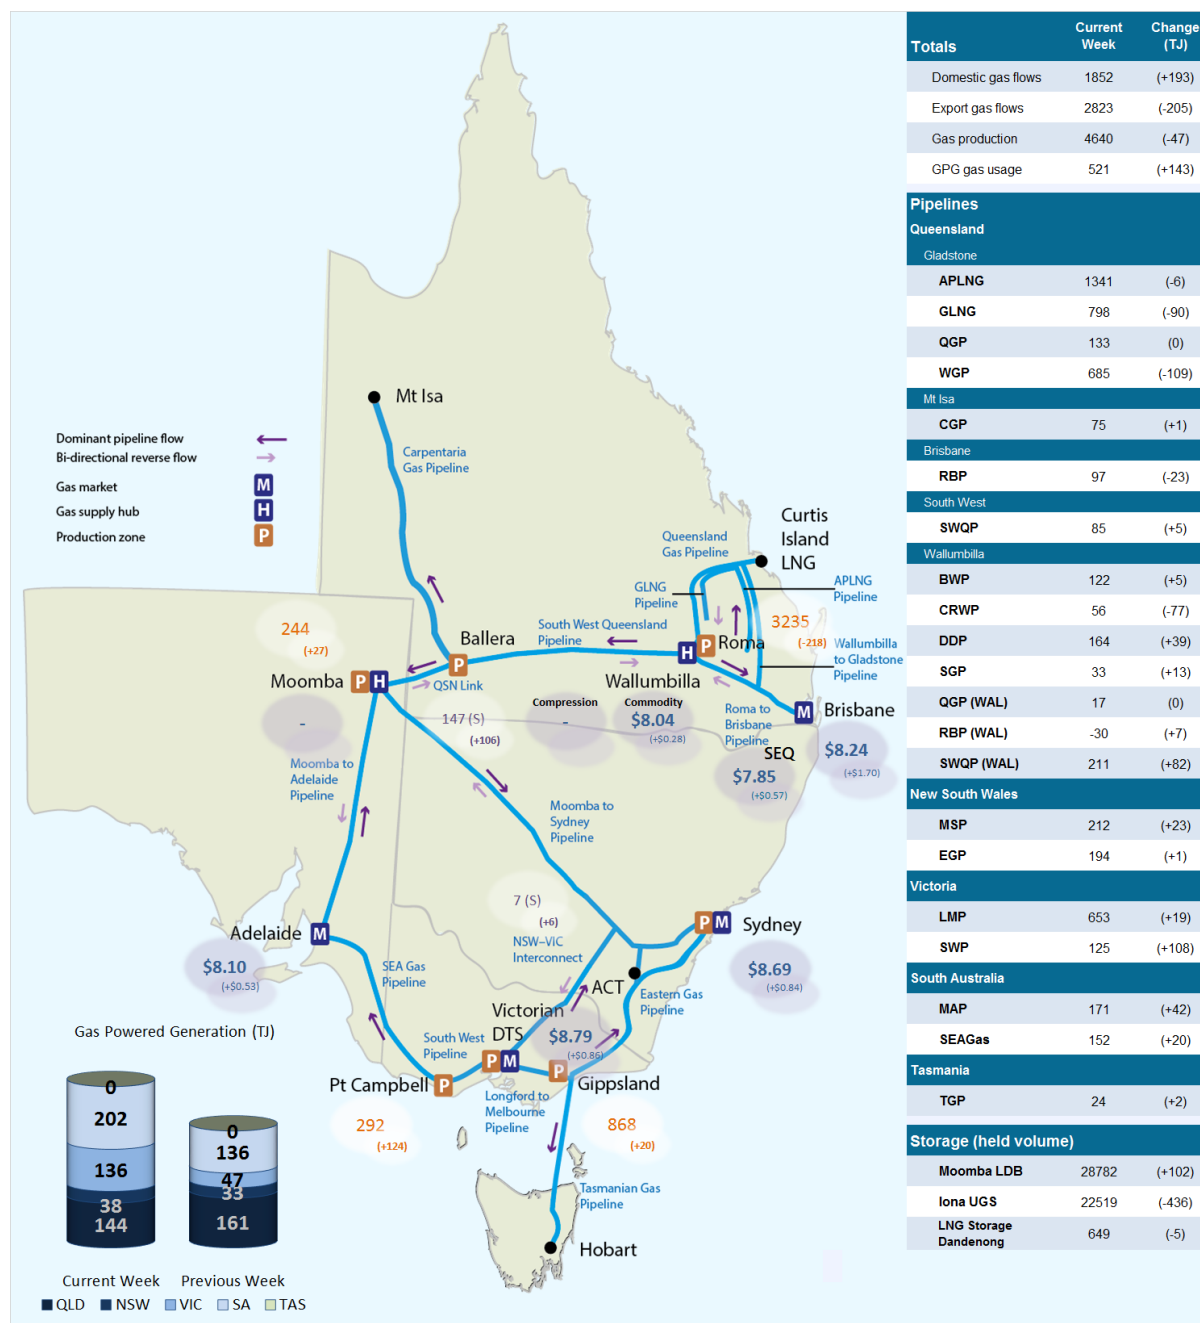 Dominant pipeline flow
Bi-directional reverse flow
Gas market M
Gas supply hub H
Production zone P
Mt Isa
Carpentaria
Gas Pipeline
Curtis
Island
LNG
Queensland
Gas Pipeline
GLNG
Pipeline
APLNG
Pipeline
3235
(-218)
Wallumbilla
to Gladstone
Pipeline
244
(+27)
Moomba P H
-
Ballera
P
QSN Link
South West Queensland
Pipeline
H P Roma
Wallumbilla
Compression
-
Commodity
$8.04
(+$0.28)
Roma to
Brisbane
Pipeline
M Brisbane
SEQ
$7.85
(+$0.57)
$8.24
(+$1.70)
147 (S)
(+106)
Moomba to
Adelaide
Pipeline
Moomba to
Sydney
Pipeline
7 (S)
(+6)
NSW-VIC
Interconnect
P M Sydney
$8.69
(+$0.84)
Adelaide M
$8.10
(+$0.53)
SEA Gas
Pipeline
ACT
Eastern Gas
Pipeline
Victorian
DTS
P M
$8.79
(+$0.86)
South West
Pipeline
Pt Campbell P
292
(+124)
P
Gippsland
868
(+20)
Longford to
Melbourne
Pipeline
Tasmanian Gas
Pipeline
Hobart
Gas Powered Generation (TJ)
0
202
136
38
144
0
136
47
33
161
Current Week Previous Week
QLD NSW VIC SA TAS
Totals Current Week Change (TJ)
Domestic gas flows 1852 (+193)
Export gas flows 2823 (-205)
Gas production 4640 (-47)
GPG gas usage 521 (+143)
Pipelines
Queensland
Gladstone
APLNG 1341 (-6)
GLNG 798 (-90)
QGP 133 (0)
WGP 685 (-109)
Mt Isa
CGP 75 (+1)
Brisbane
RBP 97 (-23)
South West
SWQP 85 (+5)
Wallumbilla
BWP 122 (+5)
CRWP 56 (-77)
DDP 164 (+39)
SGP 33 (+13)
QGP (WAL) 17 (0)
RBP (WAL) -30 (+7)
SWQP (WAL) 211 (+82)
New South Wales
MSP 212 (+23)
EGP 194 (+1)
Victoria
LMP 653 (+19)
SWP 125 (+108)
South Australia
MAP 171 (+42)
SEAGas 152 (+20)
Tasmania
TGP 24 (+2)
Storage (held volume)
Moomba LDB 28782 (+102)
Iona UGS 22519 (-436)
LNG Storage
Dandenong 649 (-5)